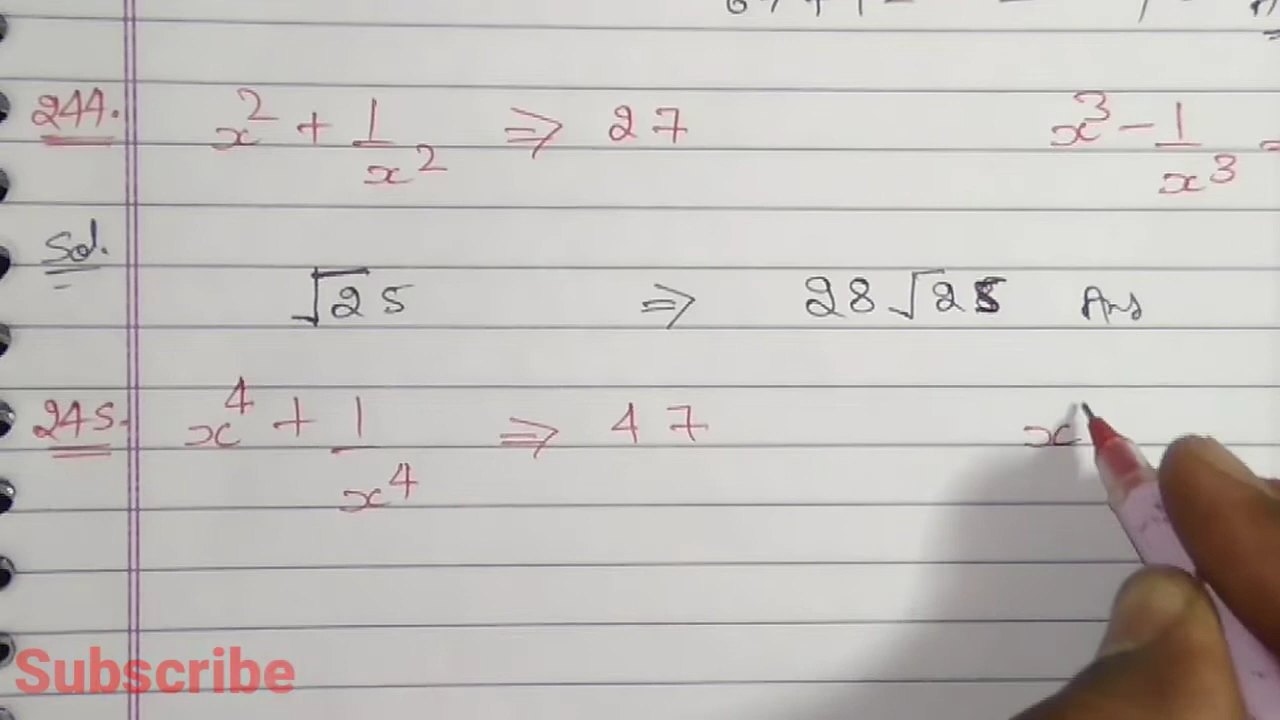 244. x² + 1/x² ⇒ 27 x³ - 1/x³ =
Sol. √25 ⇒ 28√25 Ans
245. x⁴ + 1/x⁴ ⇒ 47 x
Subscribe